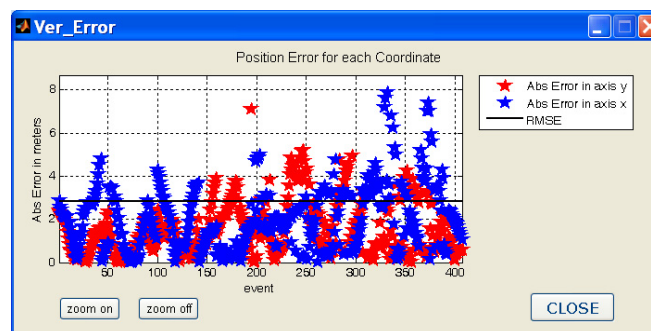 Ver_Error
Position Error for each Coordinate
8
6
4
2
0
Abs Error in meters
50 100 150 200 250 300 350 400
event
Abs Error in axis y
Abs Error in axis x
RMSE
zoom on zoom off CLOSE